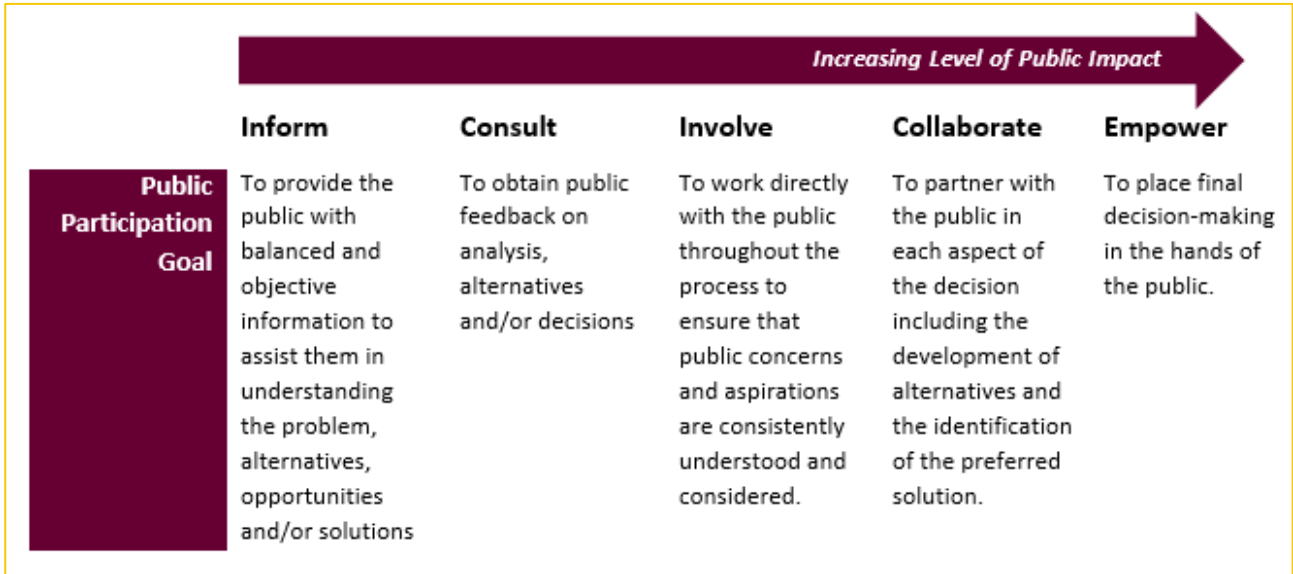 Increasing Level of Public Impact
Inform
Consult
Involve
Collaborate
Empower
Public
Participation
Goal
To provide the
public with
balanced and
objective
information to
assist them in
understanding
the problem,
alternatives,
opportunities
and/or solutions
To obtain public
feedback on
analysis,
alternatives
and/or decisions
To work directly
with the public
throughout the
process to
ensure that
public concerns
and aspirations
are consistently
understood and
considered.
To partner with
the public in
each aspect of
the decision
including the
development of
alternatives and
the identification
of the preferred
solution.
To place final
decision-making
in the hands of
the public.